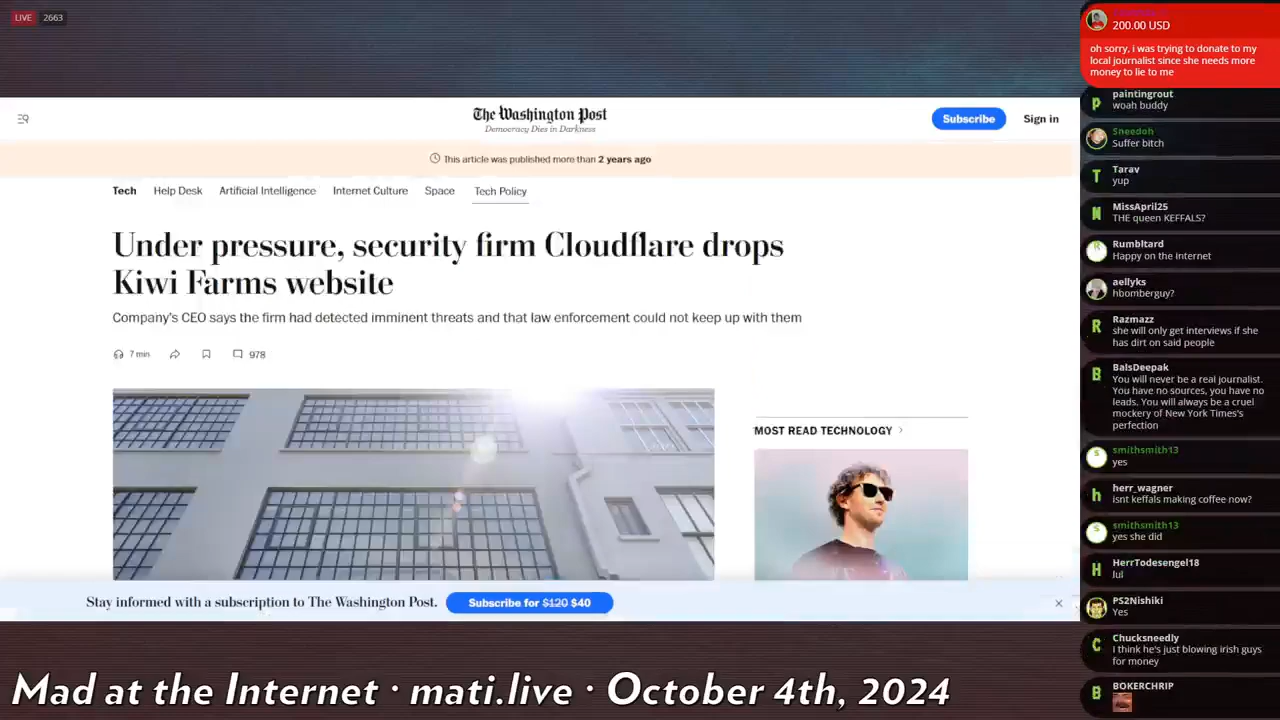 LIVE 2663
The Washington Post
Democracy Dies in Darkness
Subscribe
Sign in
This article was published more than 2 years ago
Tech Help Desk Artificial Intelligence Internet Culture Space Tech Policy
Under pressure, security firm Cloudflare drops
Kiwi Farms website
Company's CEO says the firm had detected imminent threats and that law enforcement could not keep up with them
7 min
978
MOST READ TECHNOLOGY
Stay informed with a subscription to The Washington Post.
Subscribe for $120 $40
Mad at the Internet · mati.live · October 4th, 2024
200.00 USD
oh sorry, i was trying to donate to my
local journalist since she needs more
money to lie to me
paintingrout
woah buddy
Sneedoh
Suffer bitch
Tarav
yup
MissApril25
THE queen KEFFALS?
Rumbltard
Happy on the internet
aellyks
hbomberguy?
Razmazz
she will only get interviews if she
has dirt on said people
BalsDeepak
You will never be a real journalist.
You have no sources, you have no
leads. You will always be a cruel
mockery of New York Times's
perfection
smithsmith13
yes
herr_wagner
isnt keffals making coffee now?
smithsmith13
yes she did
HerrTodesengel18
lul
PS2Nishiki
Yes
Chucksneedly
I think he's just blowing irish guys
for money
BOKERCHRIP